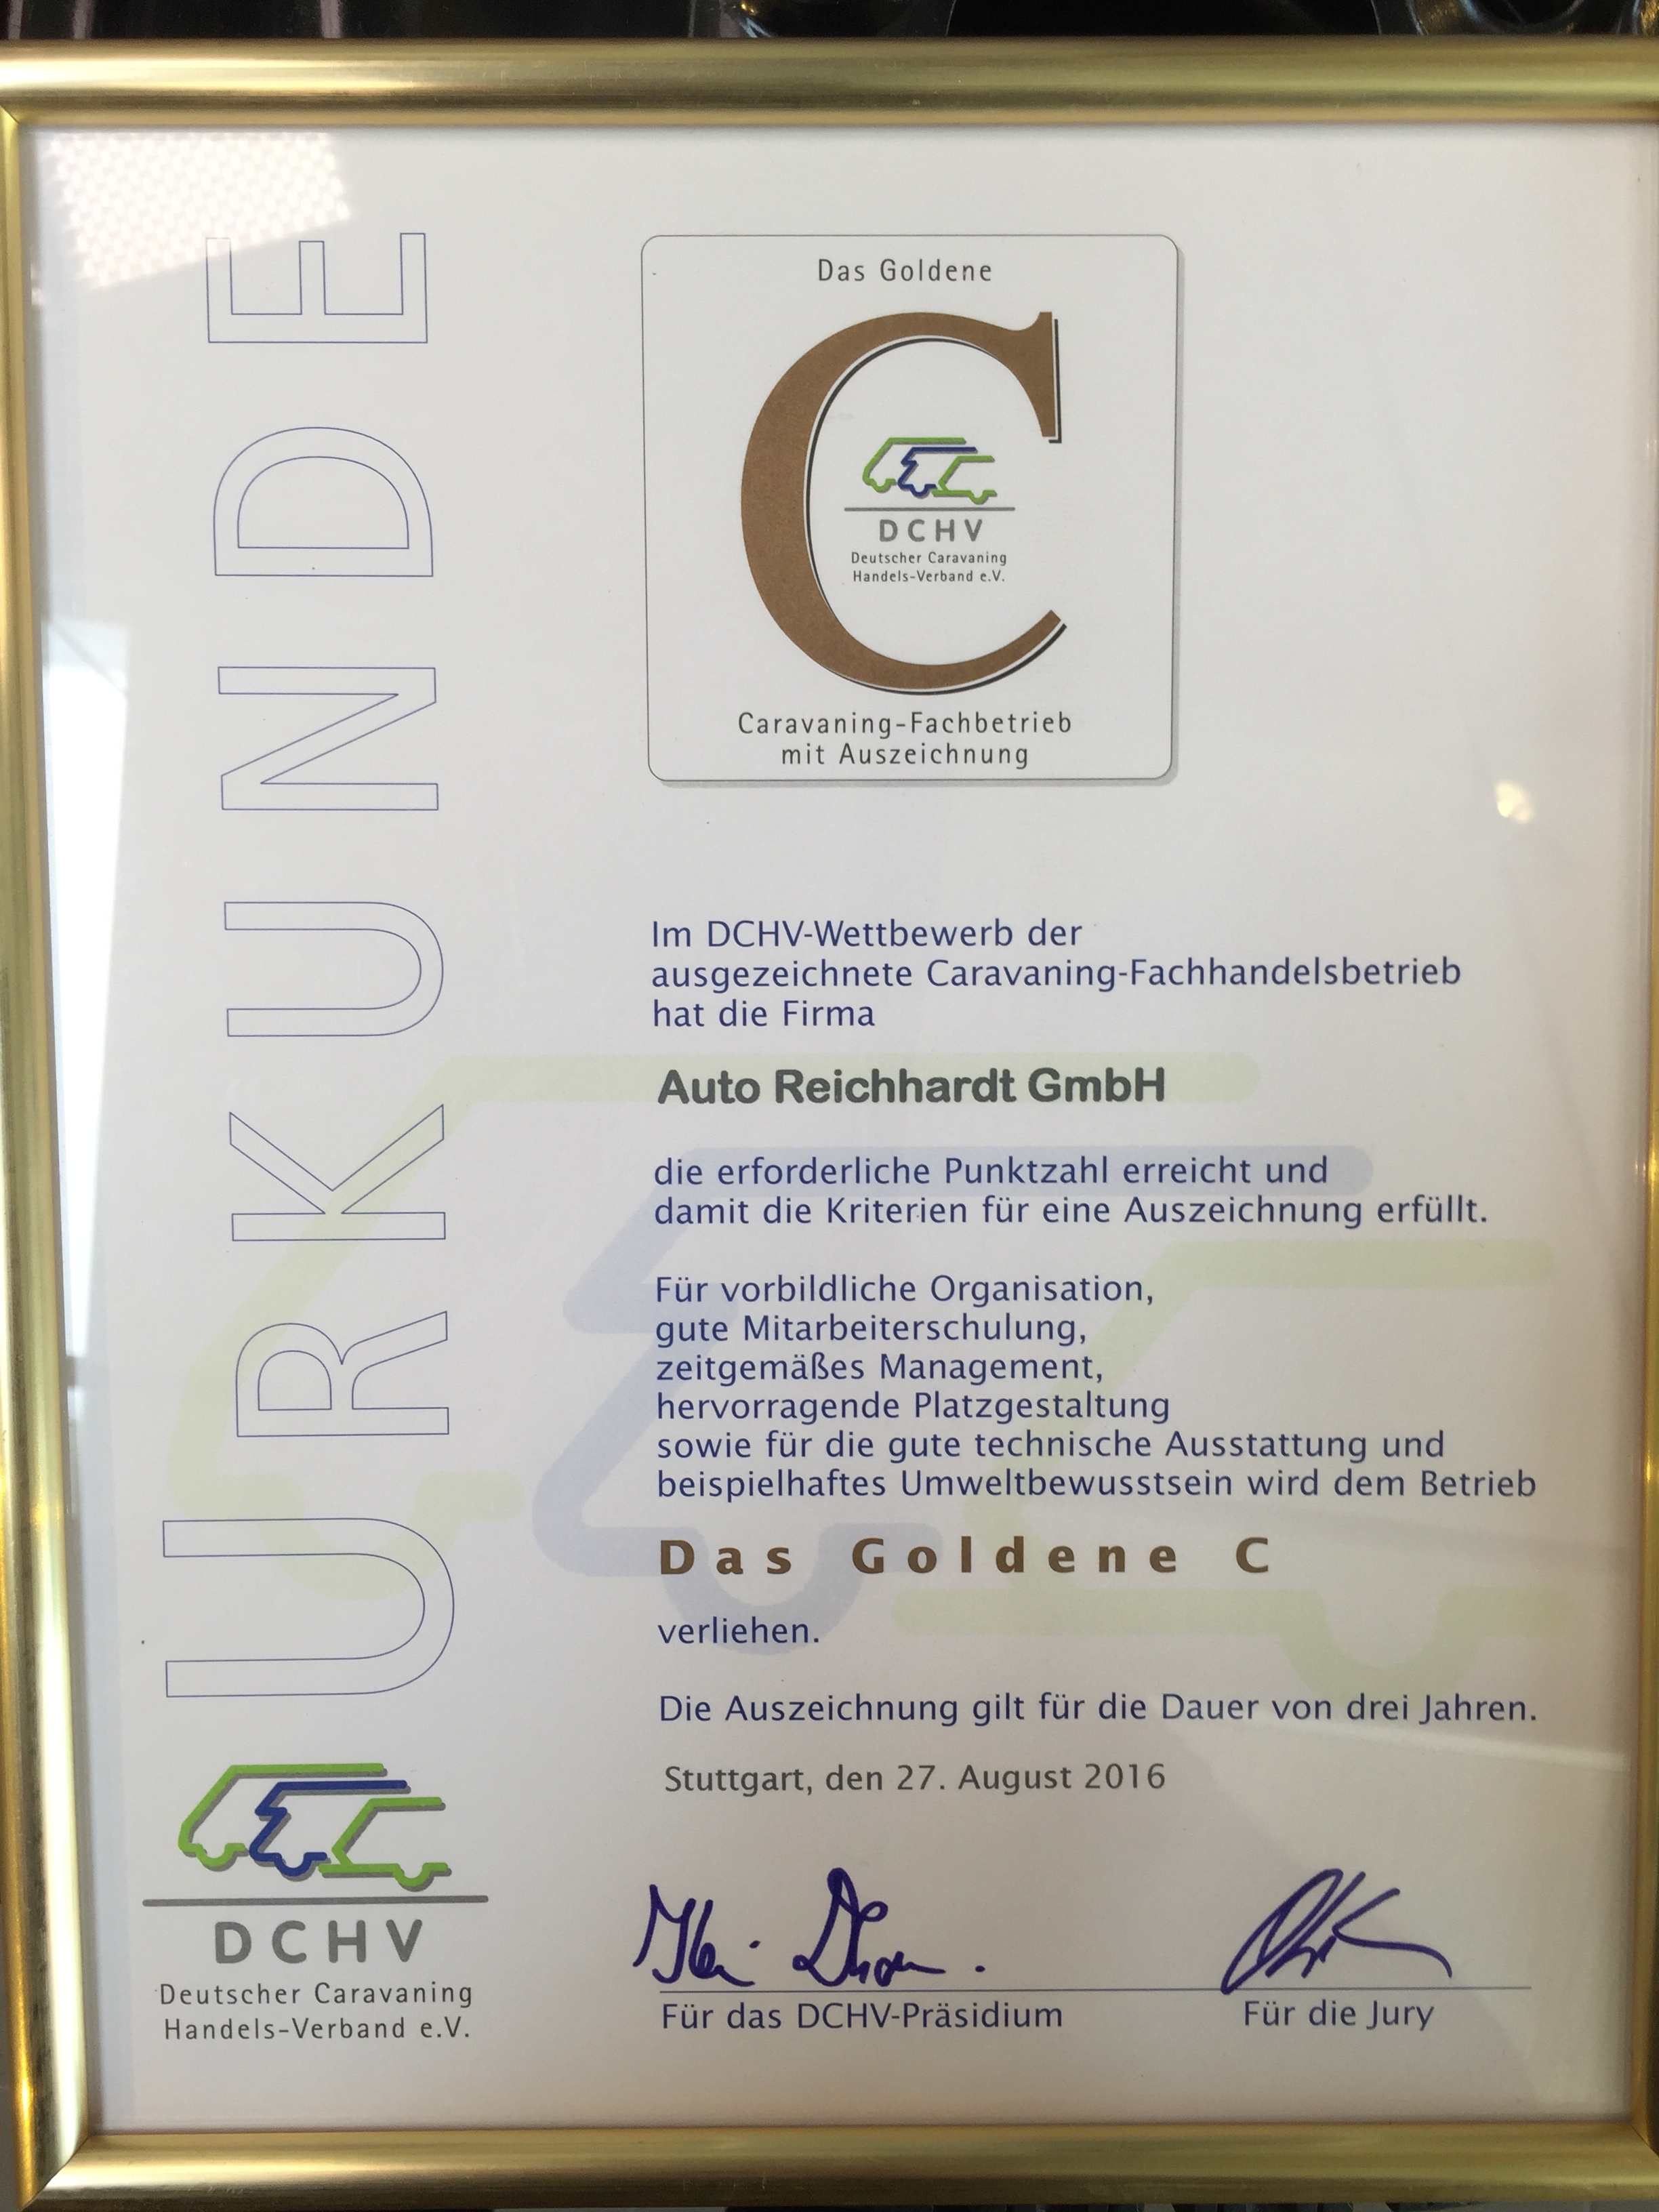 URKUNDE
Das Goldene
C
DCHV
Deutscher Caravaning
Handels-Verband e.V.
Caravaning-Fachbetrieb
mit Auszeichnung
Im DCHV-Wettbewerb der
ausgezeichnete Caravaning-Fachhandelsbetrieb
hat die Firma
Auto Reichhardt GmbH
die erforderliche Punktzahl erreicht und
damit die Kriterien für eine Auszeichnung erfüllt.
Für vorbildliche Organisation,
gute Mitarbeiterschulung,
zeitgemäßes Management,
hervorragende Platzgestaltung
sowie für die gute technische Ausstattung und
beispielhaftes Umweltbewusstsein wird dem Betrieb
Das Goldene C
verliehen.
Die Auszeichnung gilt für die Dauer von drei Jahren.
Stuttgart, den 27. August 2016
Für das DCHV-Präsidium
Für die Jury
DCHV
Deutscher Caravaning
Handels-Verband e.V.